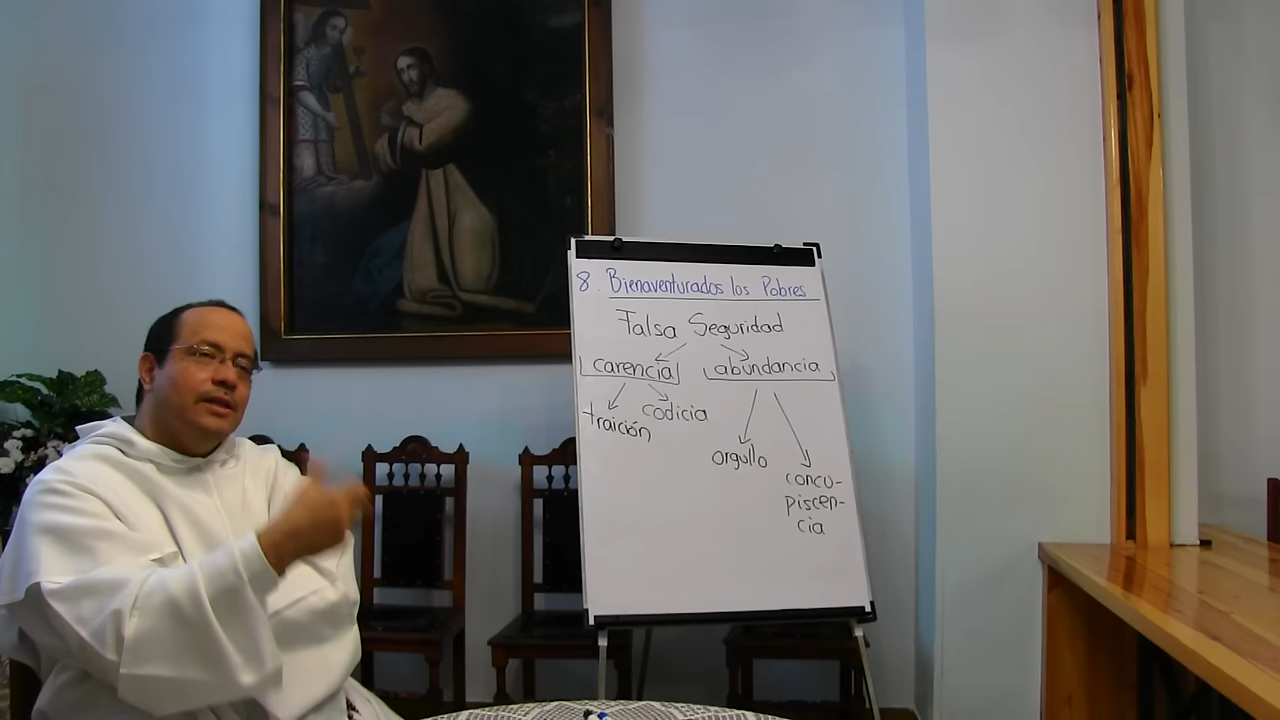 8. Bienaventurados los Pobres
Falsa Seguridad
carencia abundancia
traición codicia
orgullo
concu-
piscen-
cia